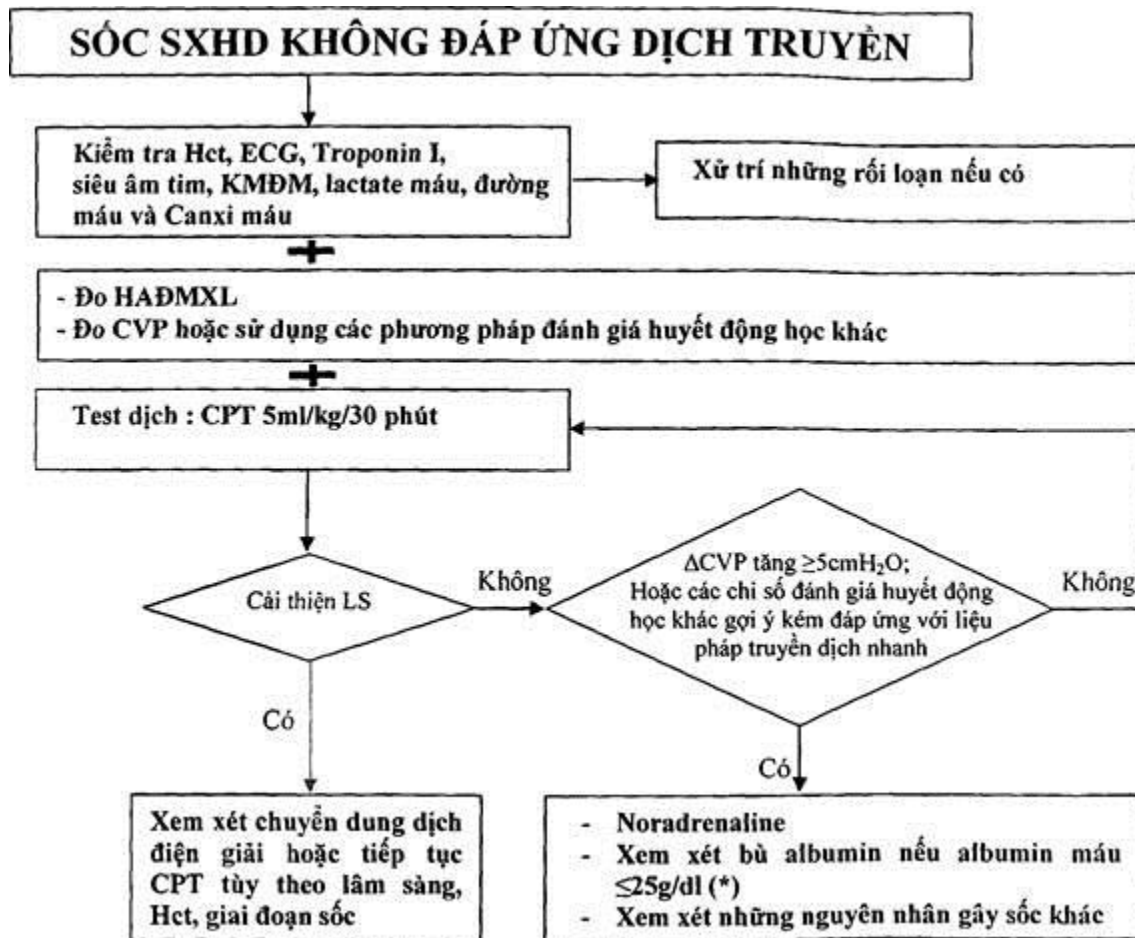 SỐC SXHD KHÔNG ĐÁP ỨNG DỊCH TRUYỀN
Kiểm tra Hct, ECG, Troponin I,
siêu âm tim, KMĐM, lactate máu, đường
máu và Canxi máu
Xử trí những rối loạn nếu có
- Đo HAĐMXL
- Đo CVP hoặc sử dụng các phương pháp đánh giá huyết động học khác
Test dịch : CPT 5ml/kg/30 phút
Cải thiện LS
Không
ΔCVP tăng ≥5cmH₂O;
Hoặc các chỉ số đánh giá huyết động
học khác gợi ý kém đáp ứng với liệu
pháp truyền dịch nhanh
Không
Có
Có
Xem xét chuyển dung dịch
điện giải hoặc tiếp tục
CPT tùy theo lâm sàng,
Hct, giai đoạn sốc
- Noradrenaline
- Xem xét bù albumin nếu albumin máu
≤25g/dl (*)
- Xem xét những nguyên nhân gây sốc khác